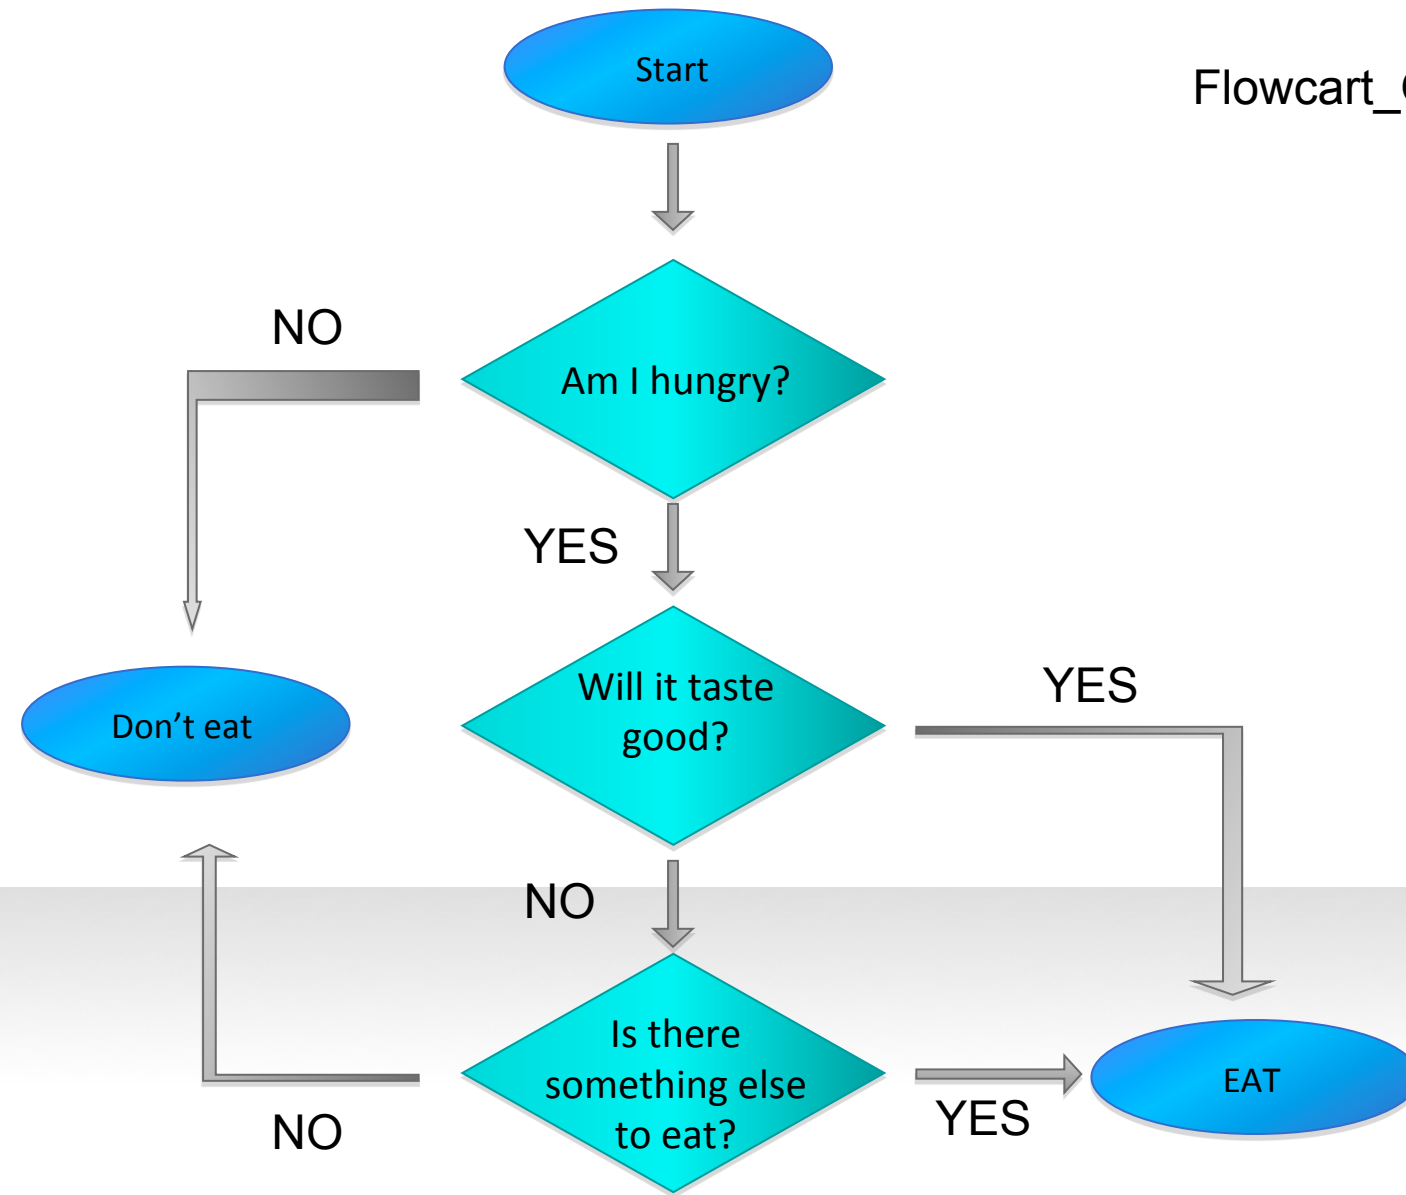 Start
Flowcart_
NO
Am I hungry?
YES
Will it taste
good?
YES
Don’t eat
NO
Is there
something else
to eat?
EAT
YES
NO